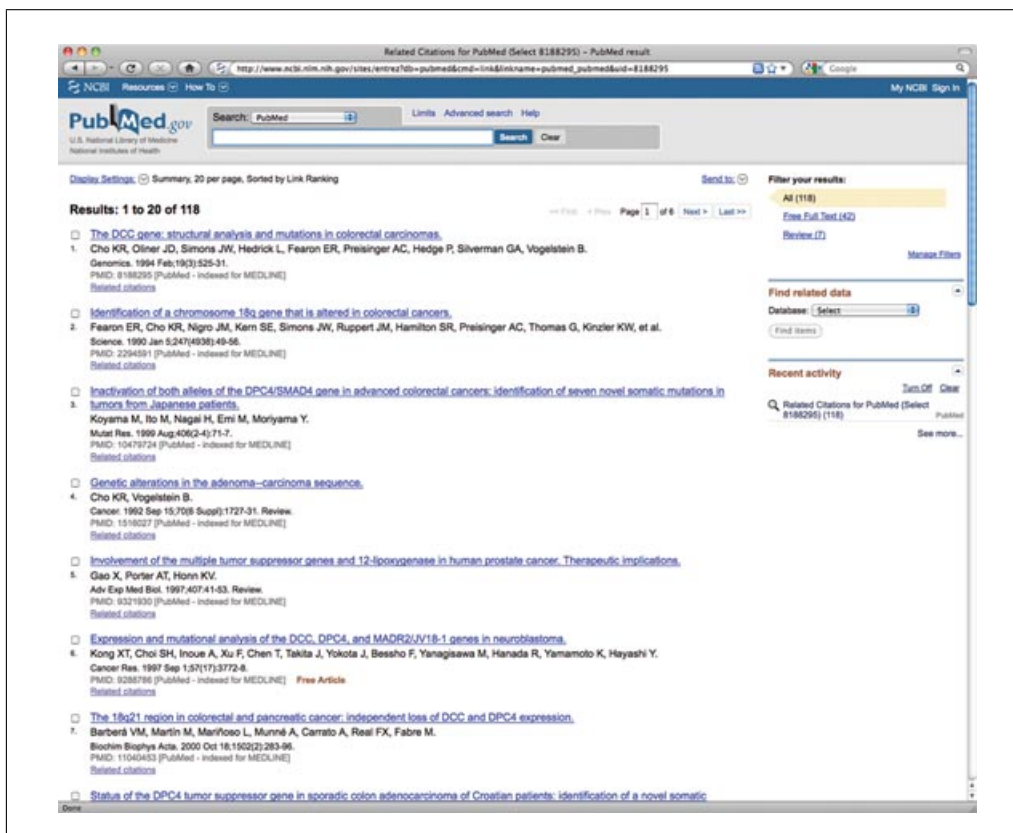 Related Citations for PubMed (Select 8188295) – PubMed result
http://www.ncbi.nlm.nih.gov/sites/entrez?db=pubmed&cmd=link&linkname=pubmed_pubmed&uid=8188295
Google
NCBI Resources How To
My NCBI Sign In
PubMed.gov
U.S. National Library of Medicine
National Institutes of Health
Search: PubMed
Limits Advanced search Help
Search Clear
Display Settings: Summary, 20 per page, Sorted by Link Ranking
Send to:
Results: 1 to 20 of 118
<< First < Prev Page 1 of 6 Next > Last >>
The DCC gene: structural analysis and mutations in colorectal carcinomas.
1. Cho KR, Oliner JD, Simons JW, Hedrick L, Fearon ER, Preisinger AC, Hedge P, Silverman GA, Vogelstein B.
Genomics. 1994 Feb;19(3):525-31.
PMID: 8188295 [PubMed - indexed for MEDLINE]
Related citations
Identification of a chromosome 18q gene that is altered in colorectal cancers.
2. Fearon ER, Cho KR, Nigro JM, Kern SE, Simons JW, Ruppert JM, Hamilton SR, Preisinger AC, Thomas G, Kinzler KW, et al.
Science. 1990 Jan 5;247(4938):49-56.
PMID: 2294591 [PubMed - indexed for MEDLINE]
Related citations
Inactivation of both alleles of the DPC4/SMAD4 gene in advanced colorectal cancers: identification of seven novel somatic mutations in
3. tumors from Japanese patients.
Koyama M, Ito M, Nagai H, Emi M, Moriyama Y.
Mutat Res. 1999 Aug;406(2-4):71-7.
PMID: 10479724 [PubMed - indexed for MEDLINE]
Related citations
Genetic alterations in the adenoma--carcinoma sequence.
4. Cho KR, Vogelstein B.
Cancer. 1992 Sep 15;70(6 Suppl):1727-31. Review.
PMID: 1516027 [PubMed - indexed for MEDLINE]
Related citations
Involvement of the multiple tumor suppressor genes and 12-lipoxygenase in human prostate cancer. Therapeutic implications.
5. Gao X, Porter AT, Honn KV.
Adv Exp Med Biol. 1997;407:41-53. Review.
PMID: 9321930 [PubMed - indexed for MEDLINE]
Related citations
Expression and mutational analysis of the DCC, DPC4, and MADR2/JV18-1 genes in neuroblastoma.
6. Kong XT, Choi SH, Inoue A, Xu F, Chen T, Takita J, Yokota J, Bessho F, Yanagisawa M, Hanada R, Yamamoto K, Hayashi Y.
Cancer Res. 1997 Sep 1;57(17):3772-8.
PMID: 9288786 [PubMed - indexed for MEDLINE] Free Article
Related citations
The 18q21 region in colorectal and pancreatic cancer: independent loss of DCC and DPC4 expression.
7. Barberá VM, Martín M, Mariñoso L, Munné A, Carrato A, Real FX, Fabre M.
Biochim Biophys Acta. 2000 Oct 18;1502(2):283-96.
PMID: 11040453 [PubMed - indexed for MEDLINE]
Related citations
Status of the DPC4 tumor suppressor gene in sporadic colon adenocarcinoma of Croatian patients: identification of a novel somatic
Filter your results:
All (118)
Free Full Text (42)
Review (7)
Manage Filters
Find related data
Database: Select
Find items
Recent activity
Turn Off Clear
Related Citations for PubMed (Select
8188295) (118) PubMed
See more...
Done